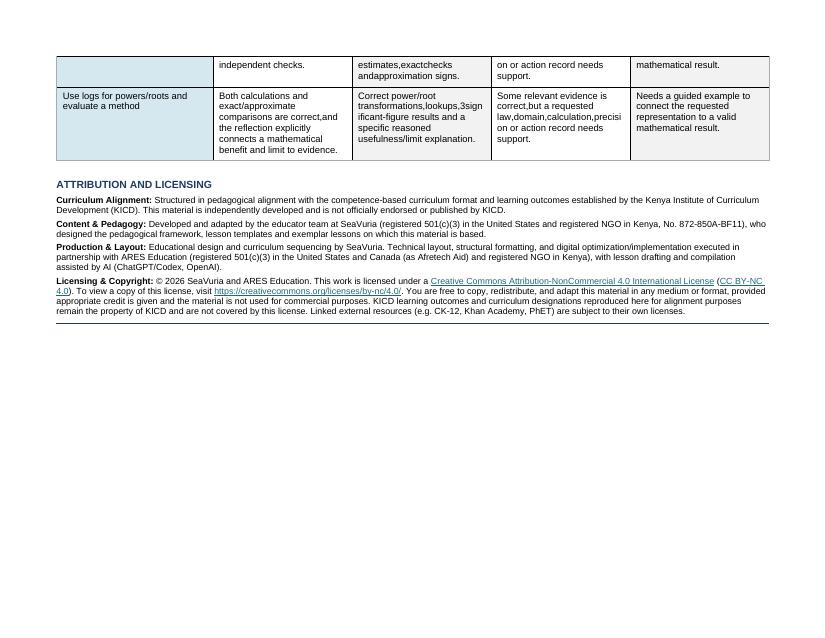 independent checks.
estimates,exactchecks
andapproximation signs.
on or action record needs
support.
mathematical result.
Use logs for powers/roots and
evaluate a method
Both calculations and
exact/approximate
comparisons are correct,and
the reflection explicitly
connects a mathematical
benefit and limit to evidence.
Correct power/root
transformations,lookups,3sign
ificant-figure results and a
specific reasoned
usefulness/limit explanation.
Some relevant evidence is
correct,but a requested
law,domain,calculation,precisi
on or action record needs
support.
Needs a guided example to
connect the requested
representation to a valid
mathematical result.
ATTRIBUTION AND LICENSING
Curriculum Alignment: Structured in pedagogical alignment with the competence-based curriculum format and learning outcomes established by the Kenya Institute of Curriculum
Development (KICD). This material is independently developed and is not officially endorsed or published by KICD.
Content & Pedagogy: Developed and adapted by the educator team at SeaVuria (registered 501(c)(3) in the United States and registered NGO in Kenya, No. 872-850A-BF11), who
designed the pedagogical framework, lesson templates and exemplar lessons on which this material is based.
Production & Layout: Educational design and curriculum sequencing by SeaVuria. Technical layout, structural formatting, and digital optimization/implementation executed in
partnership with ARES Education (registered 501(c)(3) in the United States and Canada (as Afretech Aid) and registered NGO in Kenya), with lesson drafting and compilation
assisted by AI (ChatGPT/Codex, OpenAI).
Licensing & Copyright: © 2026 SeaVuria and ARES Education. This work is licensed under a Creative Commons Attribution-NonCommercial 4.0 International License (CC BY-NC
4.0). To view a copy of this license, visit https://creativecommons.org/licenses/by-nc/4.0/. You are free to copy, redistribute, and adapt this material in any medium or format, provided
appropriate credit is given and the material is not used for commercial purposes. KICD learning outcomes and curriculum designations reproduced here for alignment purposes
remain the property of KICD and are not covered by this license. Linked external resources (e.g. CK-12, Khan Academy, PhET) are subject to their own licenses.